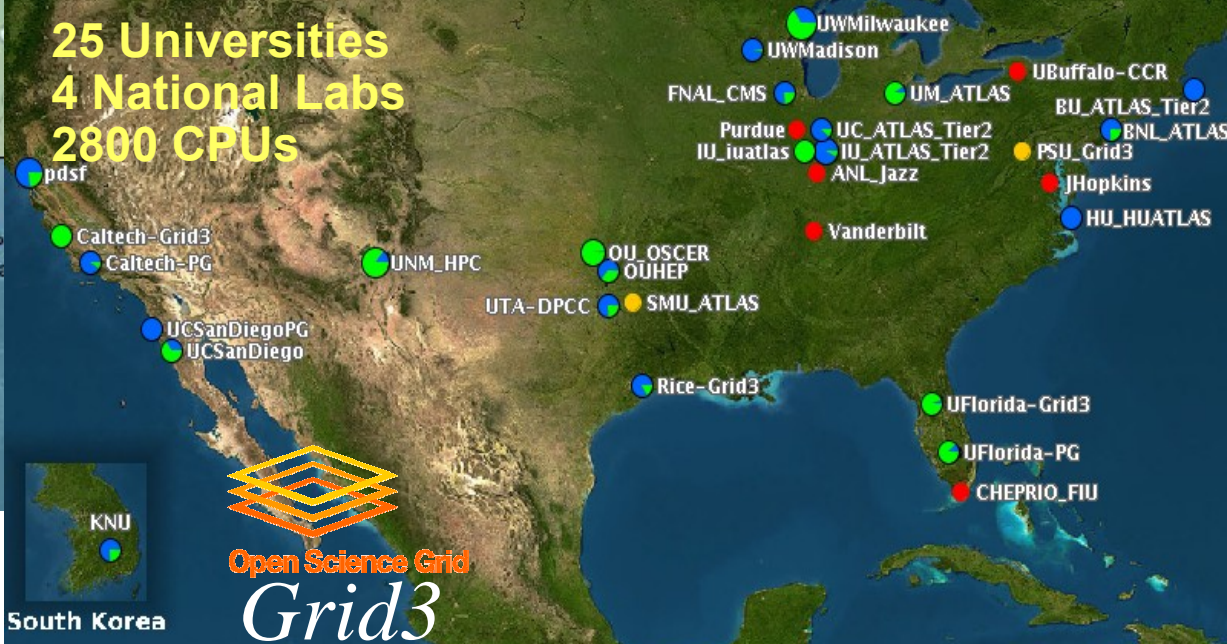 25 Universities
4 National Labs
2800 CPUs
UWMilwaukee
UWMadison
UBuffalo-CCR
FNAL_CMS
UM_ATLAS
BU_ATLAS_Tier2
Purdue
UC_ATLAS_Tier2
BNL_ATLAS
IU_iuatlas
IU_ATLAS_Tier2
PSU_Grid3
pdsf
ANL_Jazz
JHopkins
HU_HUATLAS
Caltech-Grid3
Vanderbilt
Caltech-PG
UNM_HPC
OU_OSCER
OUHEP
UTA-DPCC
SMU_ATLAS
UCSanDiegoPG
UCSanDiego
Rice-Grid3
UFlorida-Grid3
UFlorida-PG
CHEPRIO_FIU
KNU
Open Science Grid
Grid3
South Korea